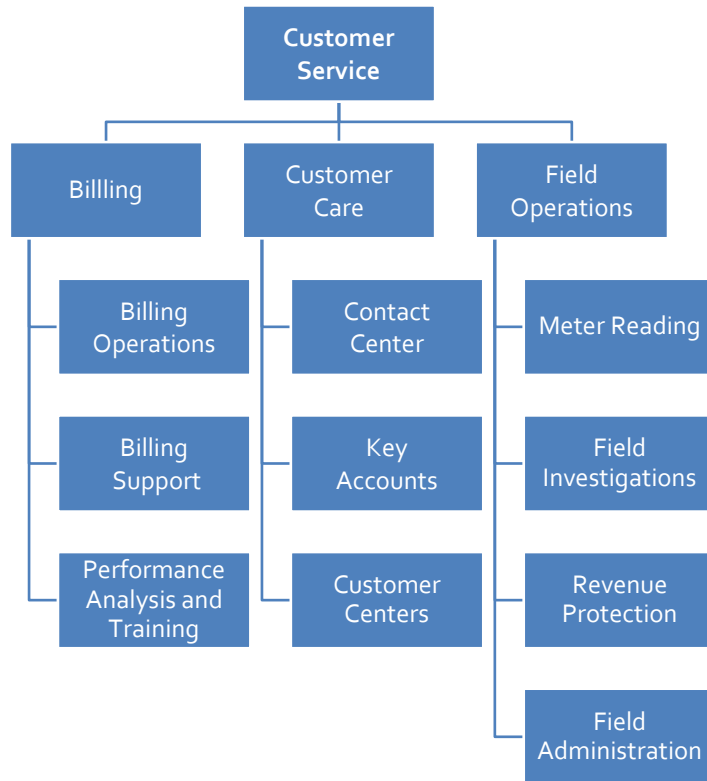 Customer
Service
Billling
Customer
Care
Field
Operations
Billing
Operations
Contact
Center
Meter Reading
Billing
Support
Key
Accounts
Field
Investigations
Performance
Analysis and
Training
Customer
Centers
Revenue
Protection
Field
Administration